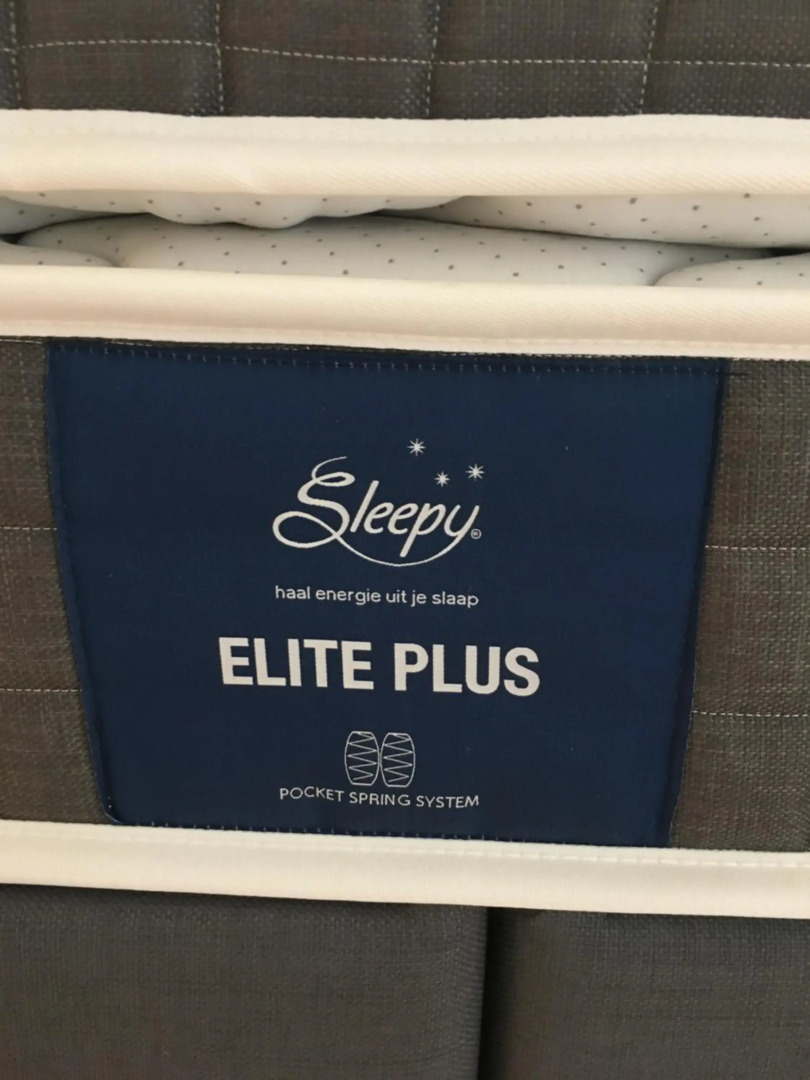 Sleepy®
haal energie uit je slaap
ELITE PLUS
POCKET SPRING SYSTEM